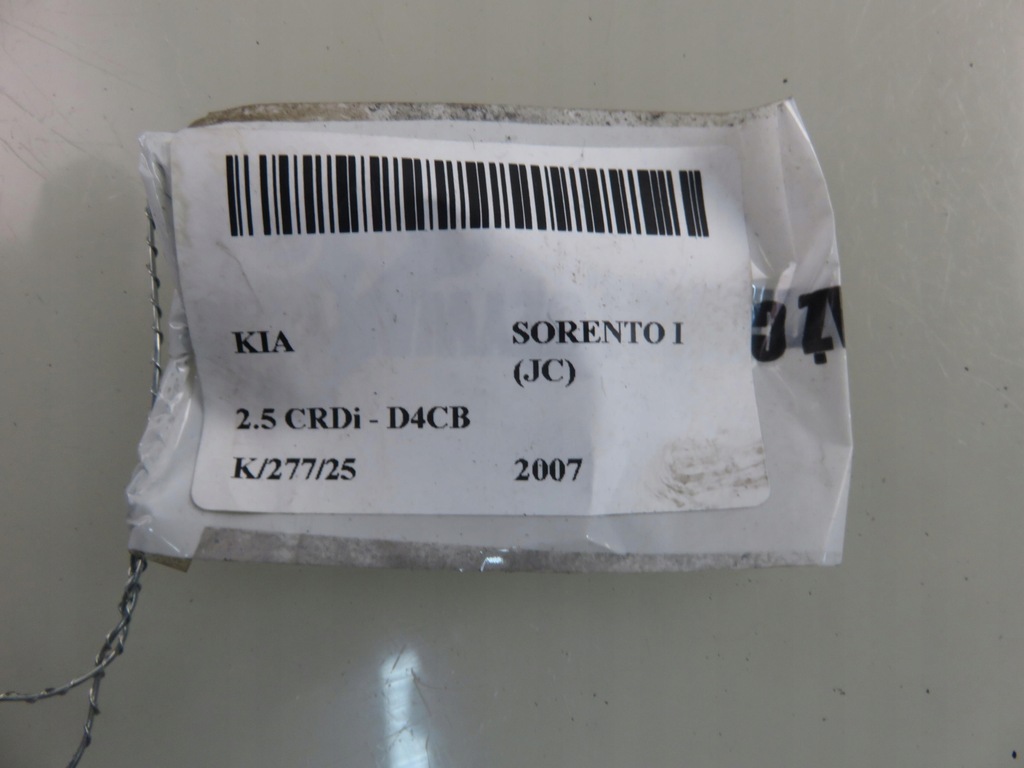 KIA SORENTO I
(JC)
2.5 CRDi - D4CB
K/277/25 2007